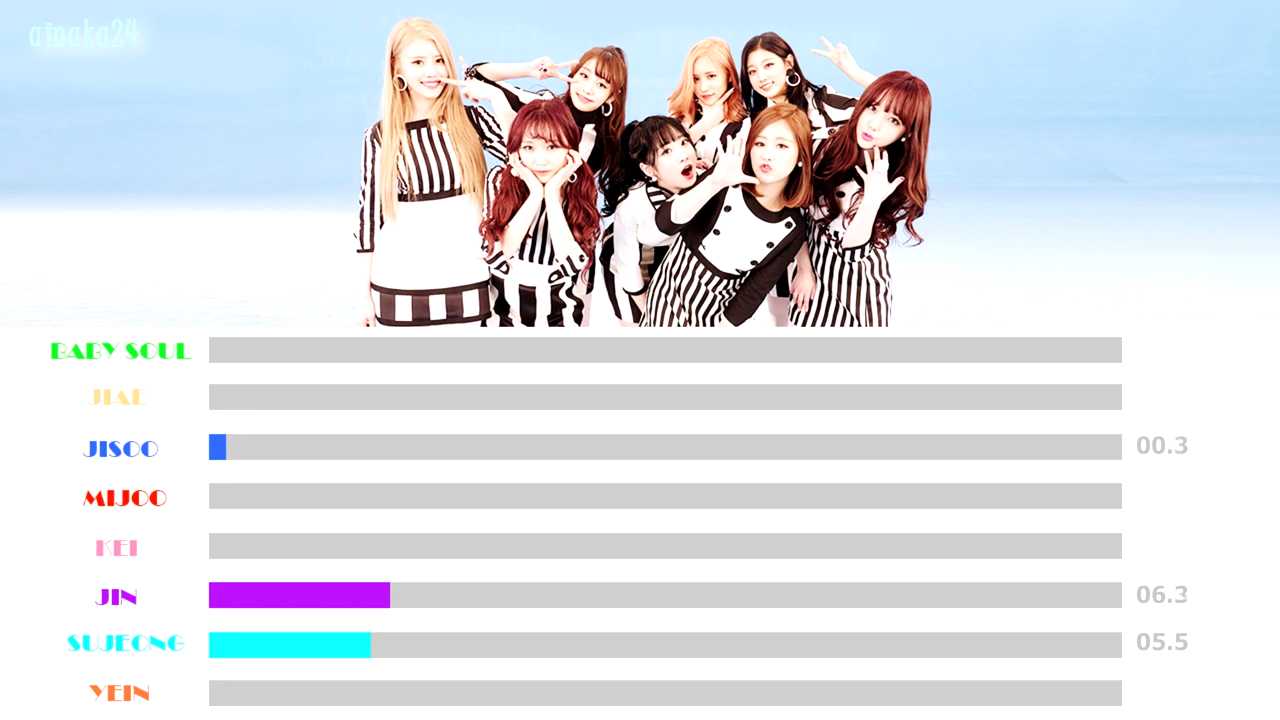 aimaka24
BABY SOUL
JIAE
JISOO 00.3
MIJOO
KEI
JIN 06.3
SUJEONG 05.5
YEIN